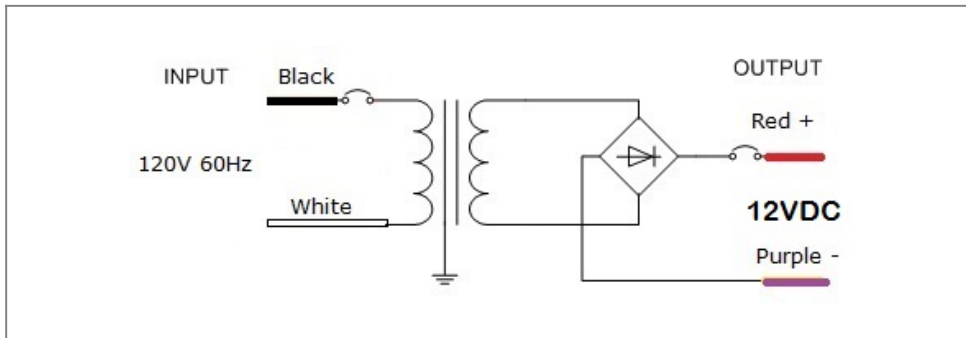 INPUT
Black
OUTPUT
Red +
120V 60Hz
White
12VDC
Purple -